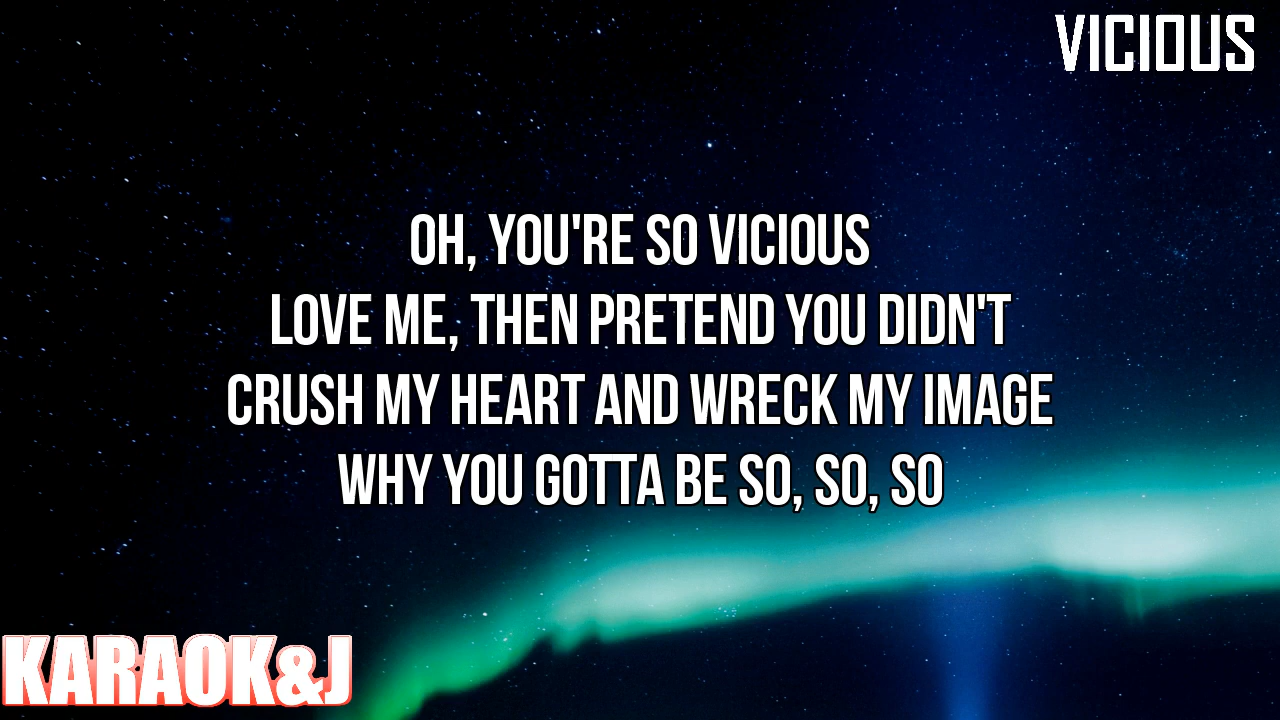 VICIOUS
OH, YOU'RE SO VICIOUS
LOVE ME, THEN PRETEND YOU DIDN'T
CRUSH MY HEART AND WRECK MY IMAGE
WHY YOU GOTTA BE SO, SO, SO
KARAOK&J